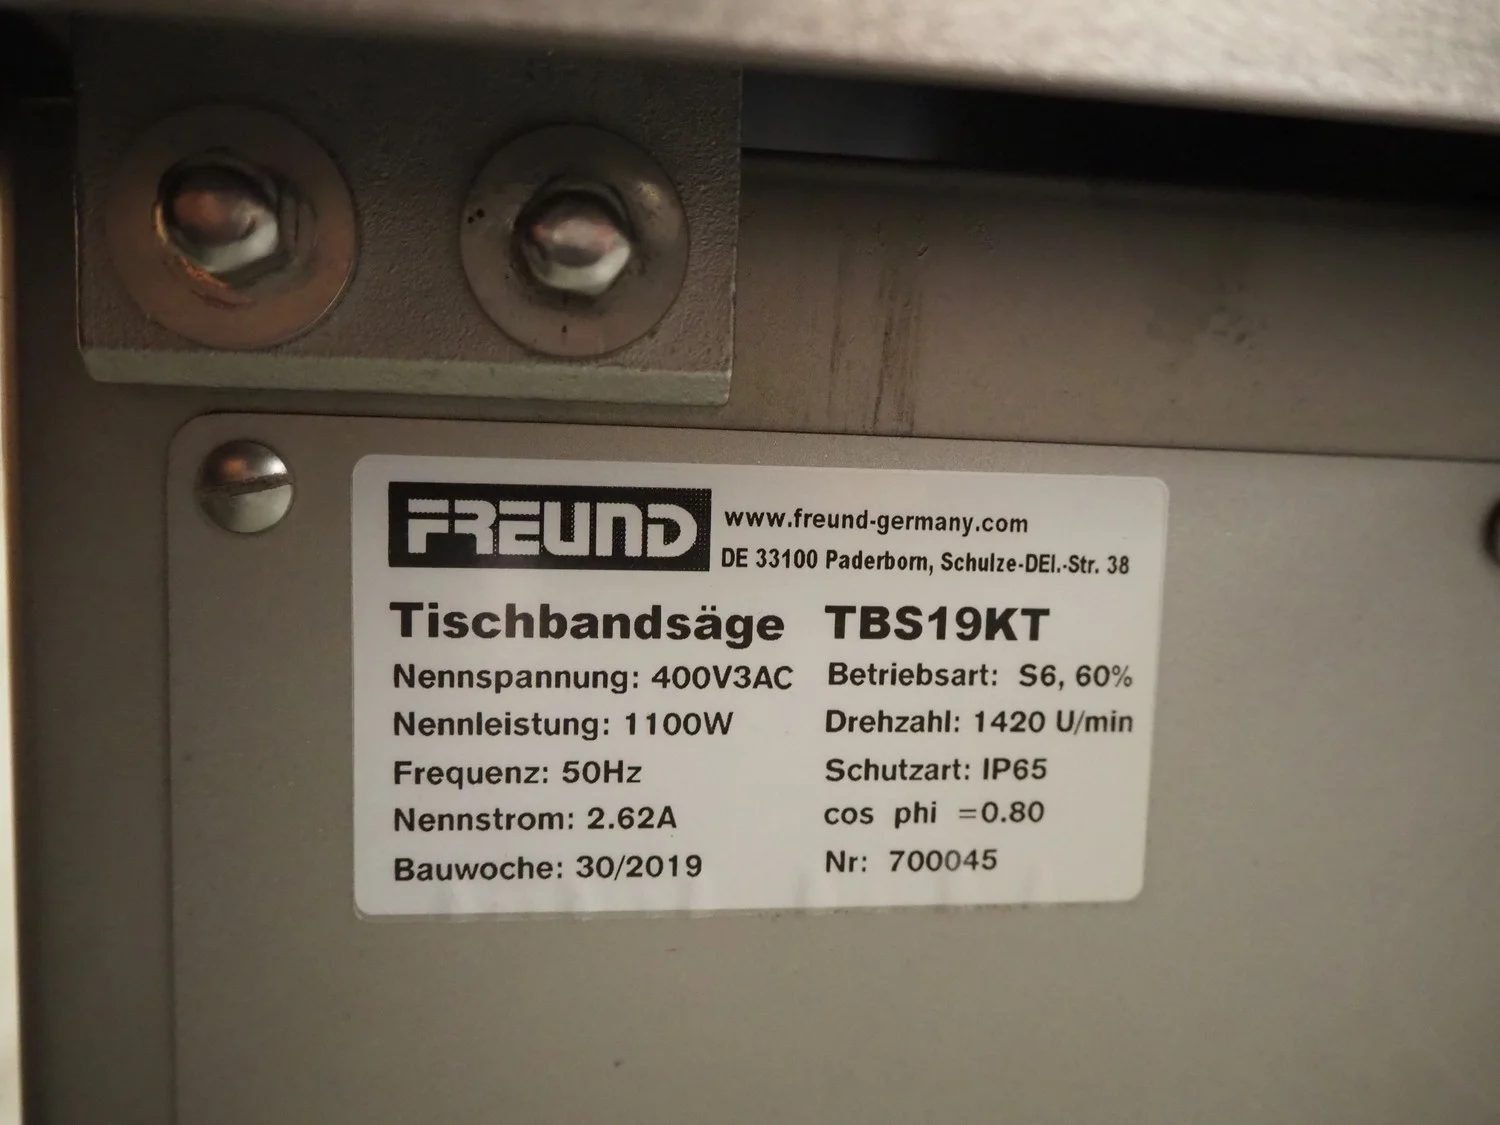 FREUND
www.freund-germany.com
DE 33100 Paderborn, Schulze-DEl.-Str. 38
Tischbandsäge TBS19KT
Nennspannung: 400V3AC Betriebsart: S6, 60%
Nennleistung: 1100W Drehzahl: 1420 U/min
Frequenz: 50Hz Schutzart: IP65
Nennstrom: 2.62A cos phi =0.80
Bauwoche: 30/2019 Nr: 700045